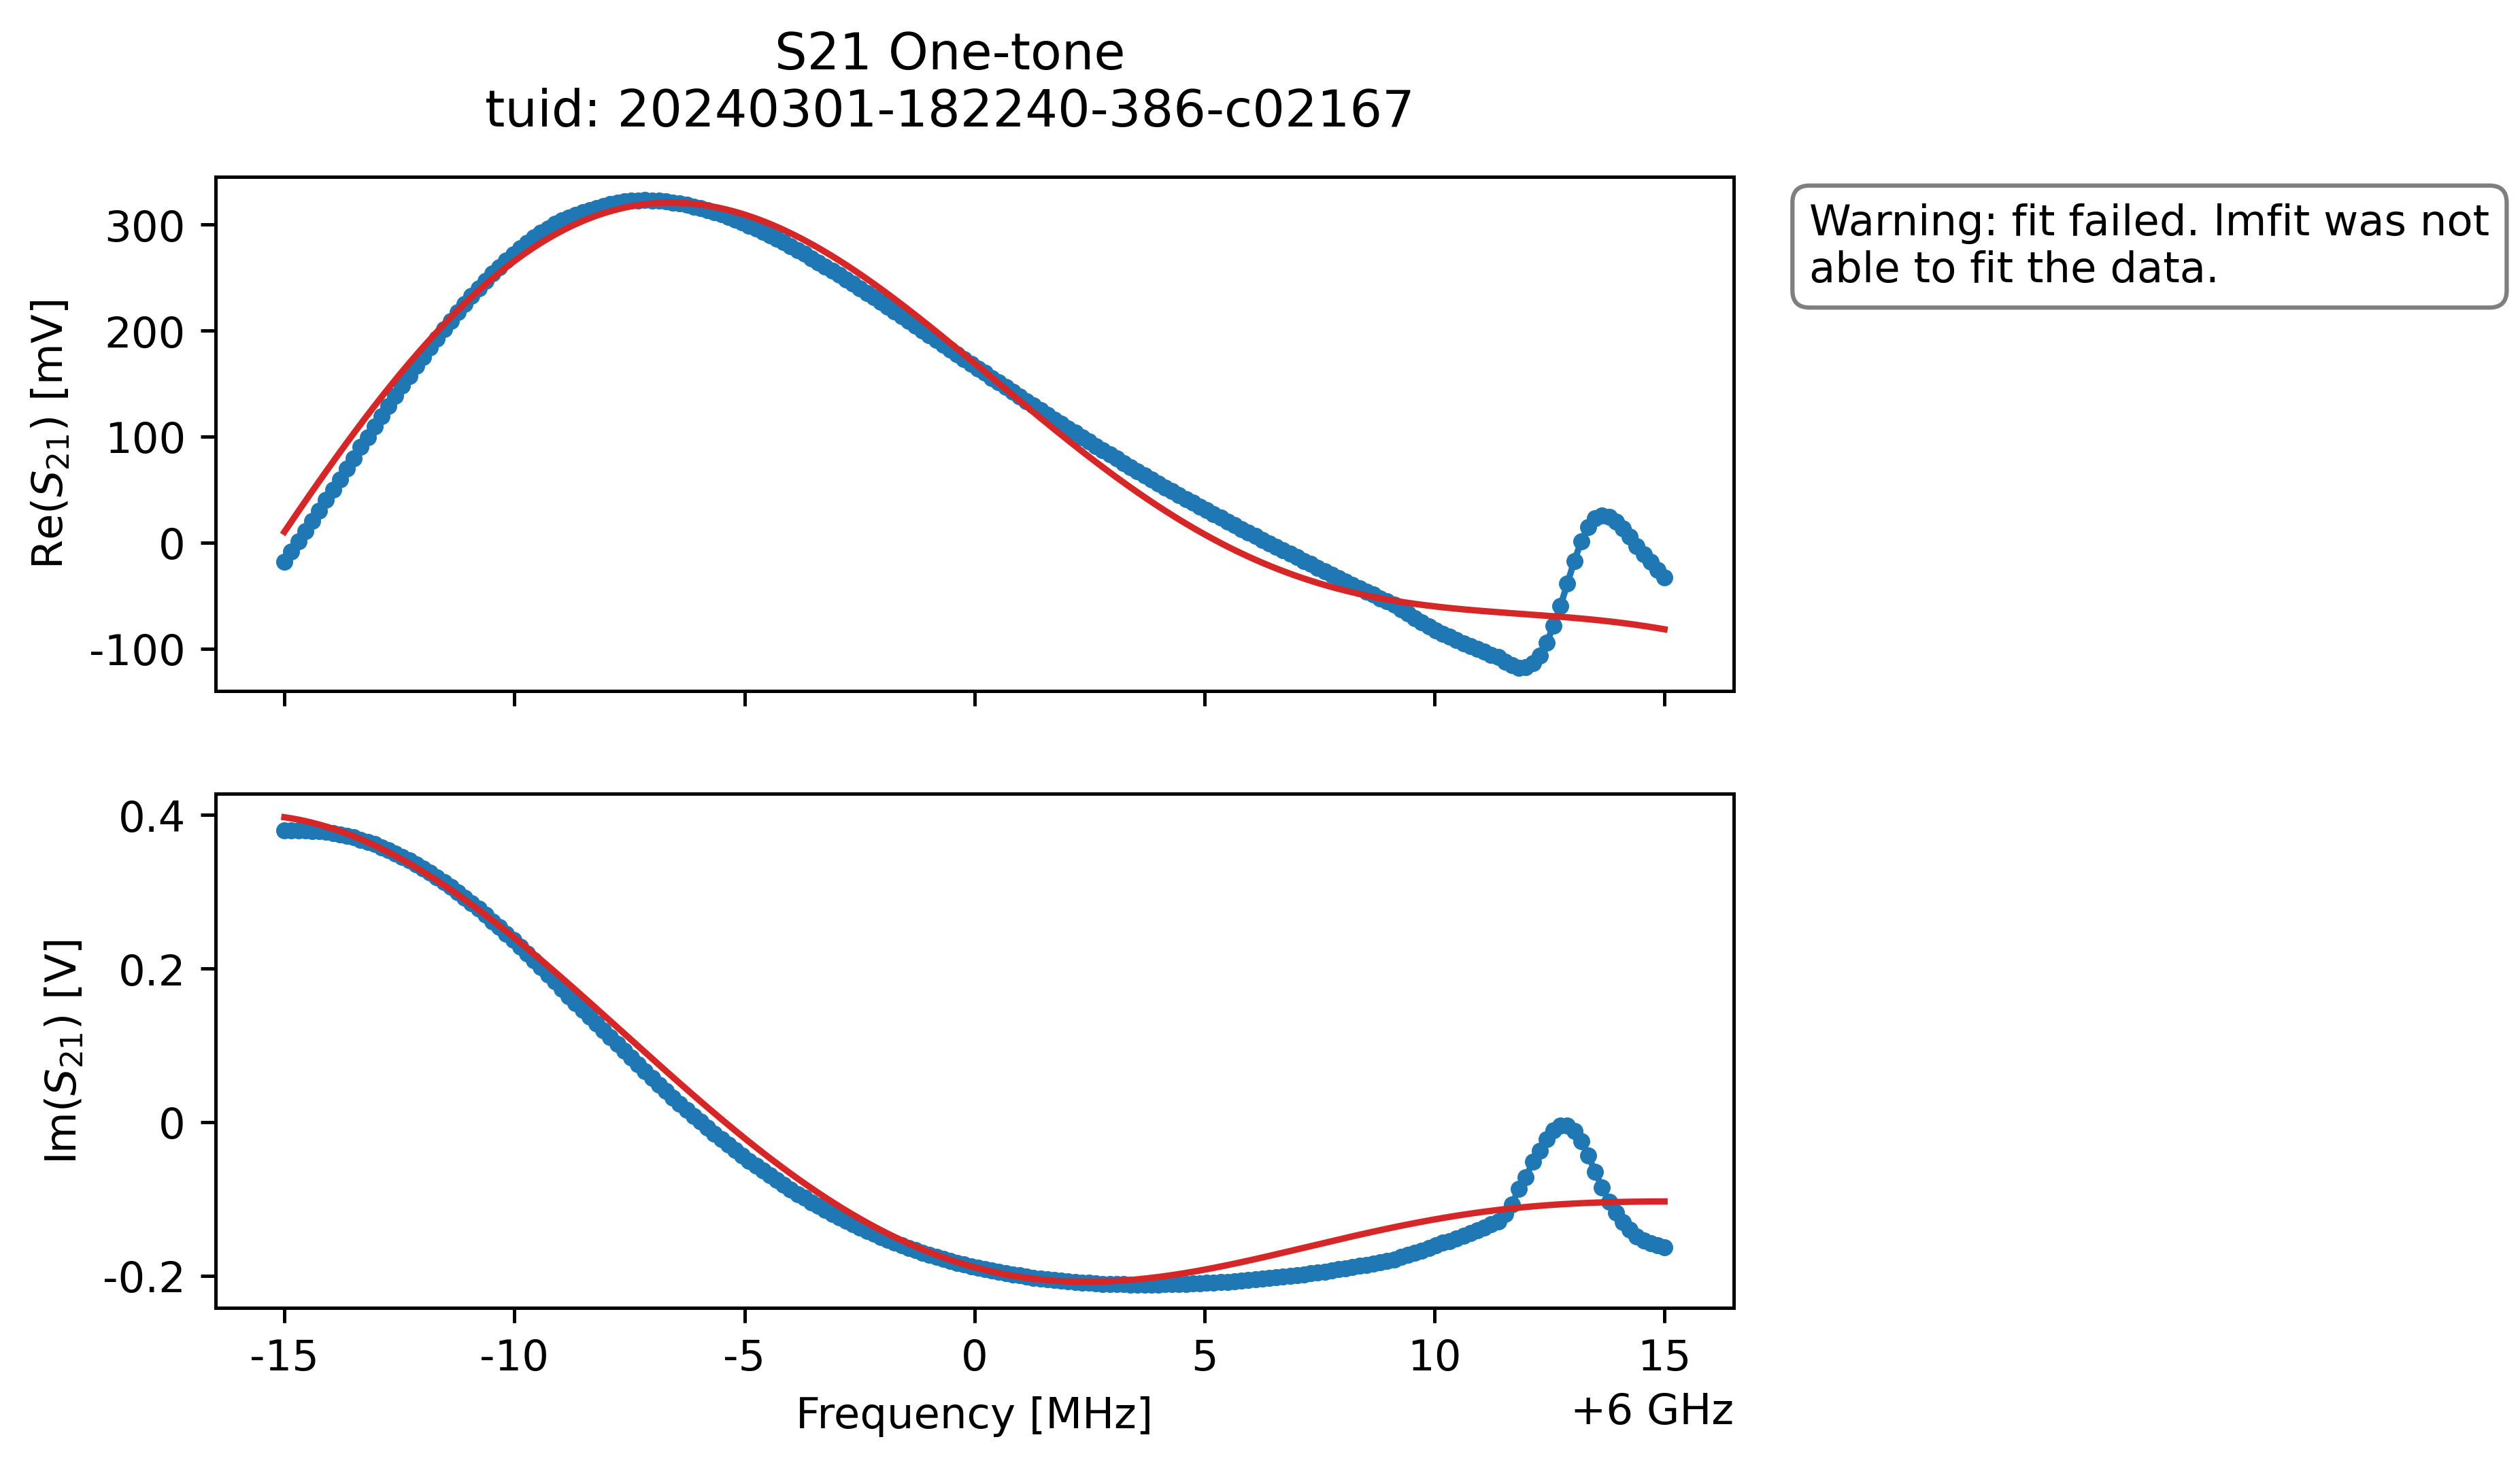 S21 One-tone
tuid: 20240301-182240-386-c02167
Warning: fit failed. lmfit was not
able to fit the data.
Re(S21) [mV]
300
200
100
0
-100
Im(S21) [V]
0.4
0.2
0
-0.2
-15 -10 -5 0 5 10 15
Frequency [MHz]
+6 GHz